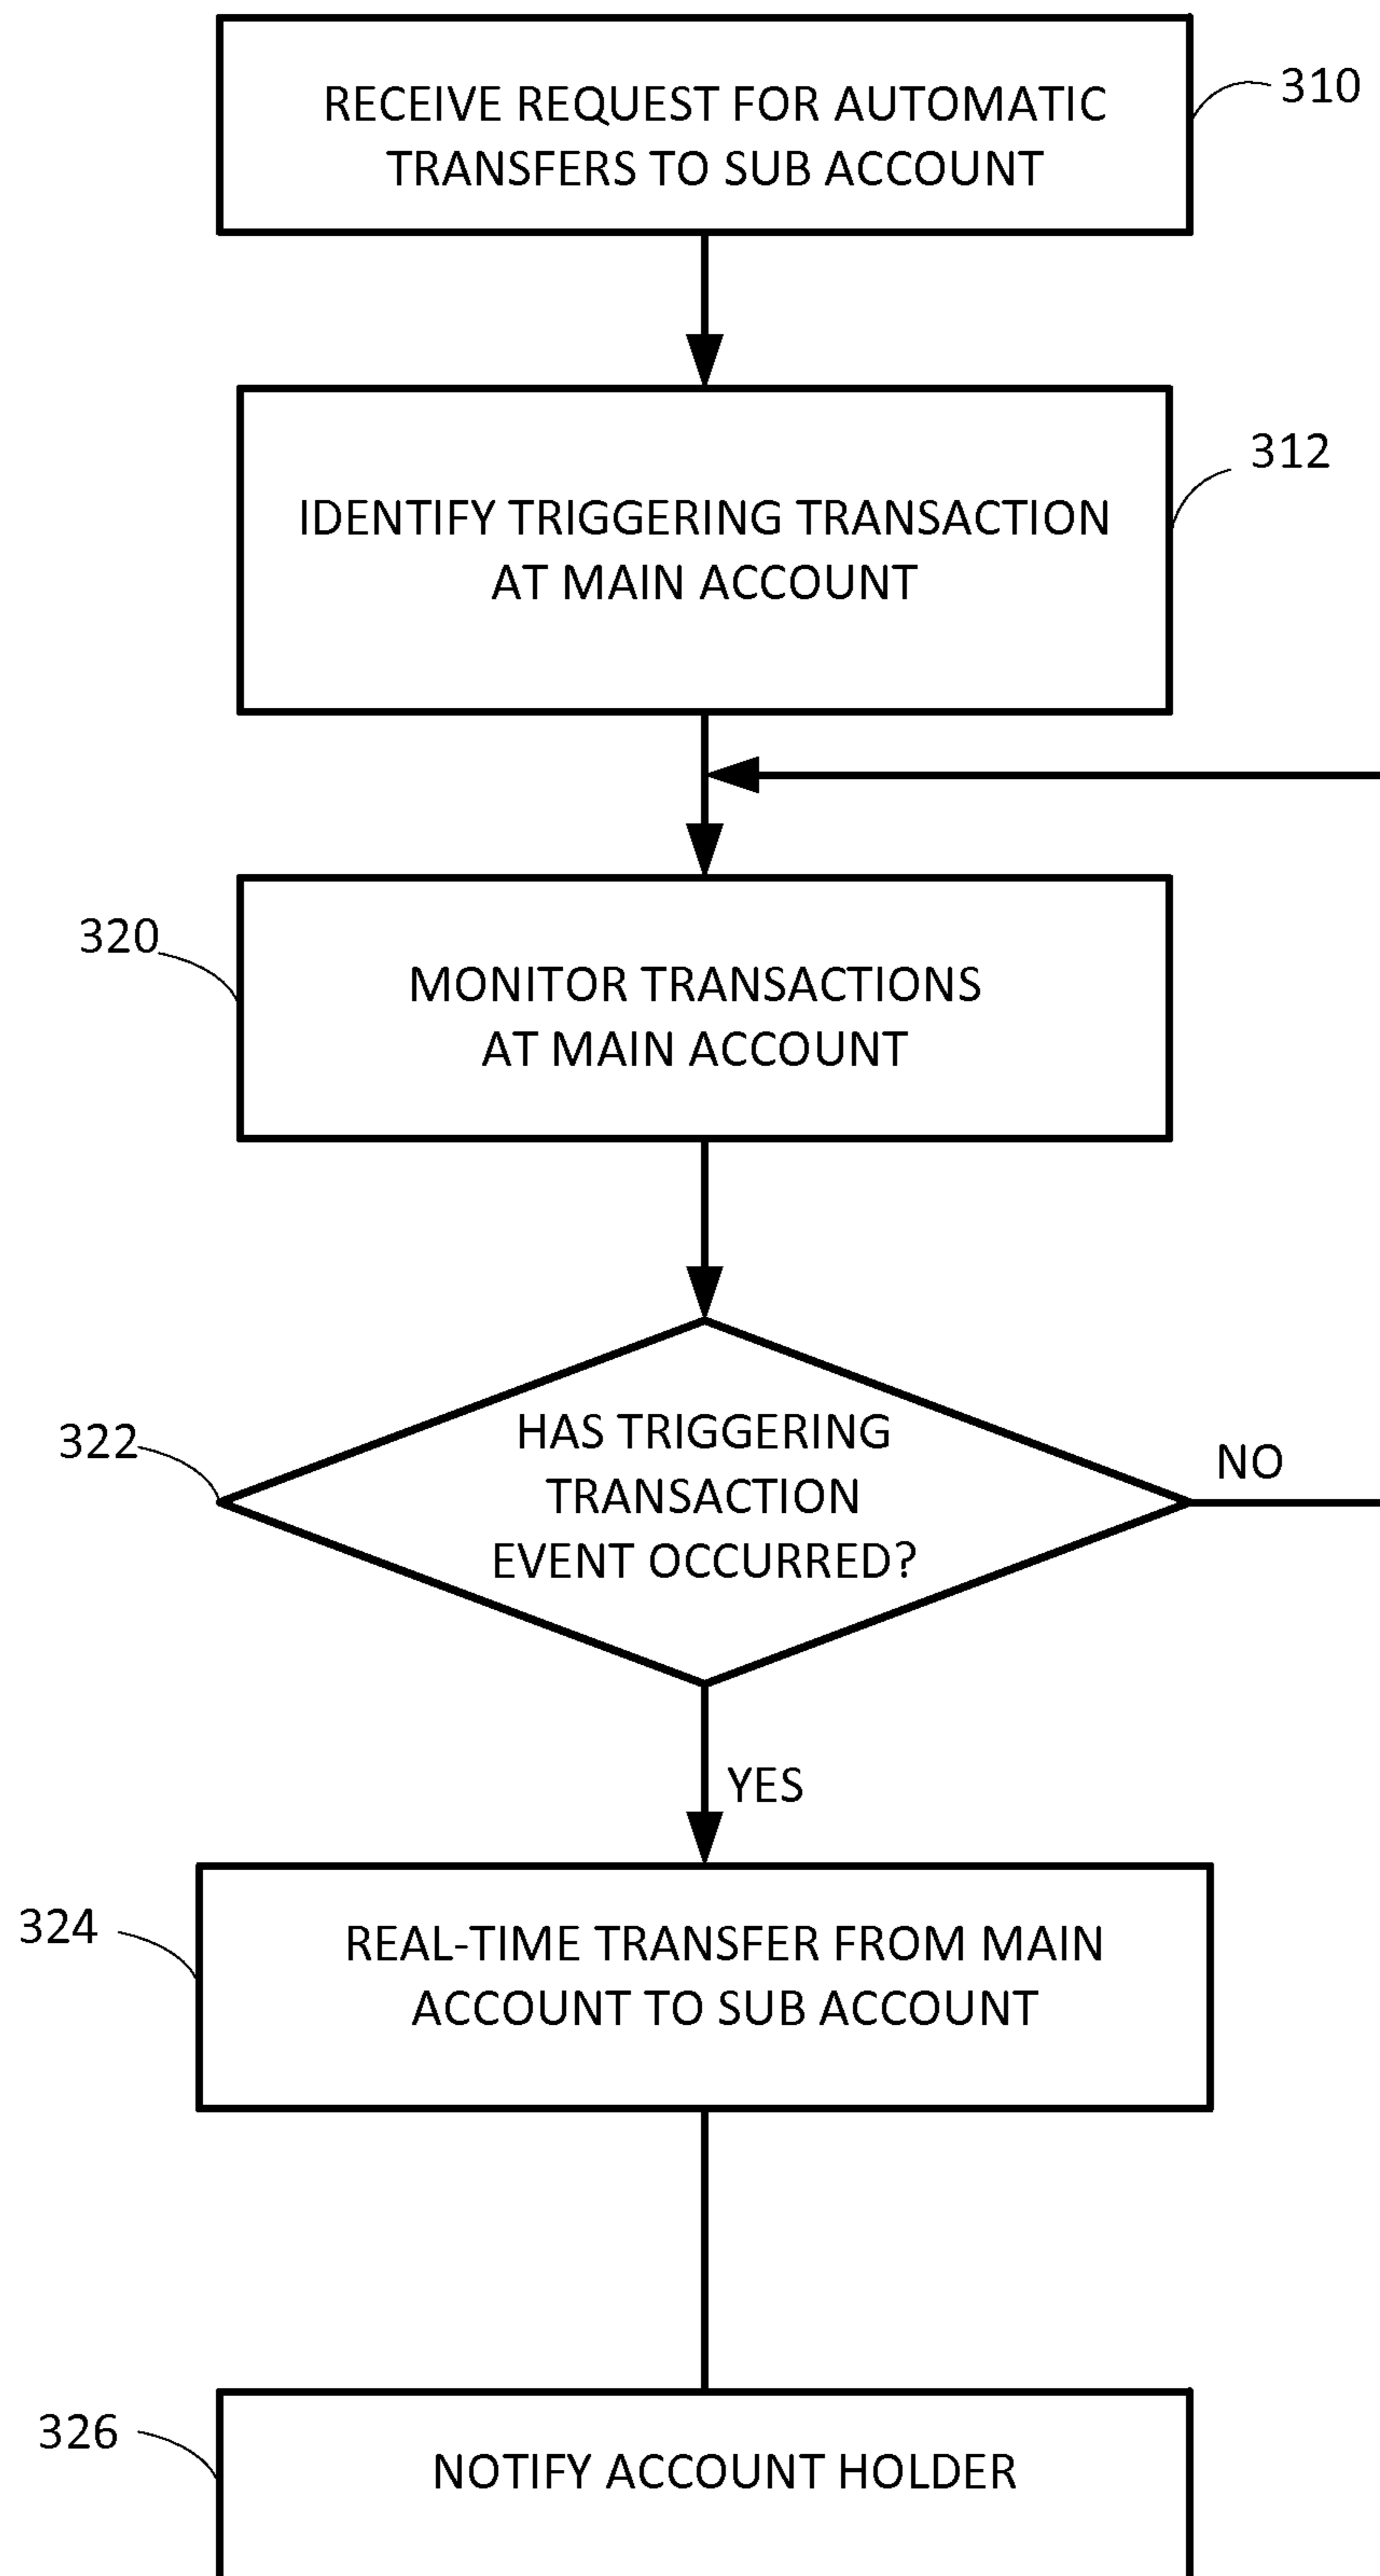 RECEIVE REQUEST FOR AUTOMATIC
TRANSFERS TO SUB ACCOUNT
310
IDENTIFY TRIGGERING TRANSACTION
AT MAIN ACCOUNT
312
320
MONITOR TRANSACTIONS
AT MAIN ACCOUNT
322
HAS TRIGGERING
TRANSACTION
EVENT OCCURRED?
NO
YES
324
REAL-TIME TRANSFER FROM MAIN
ACCOUNT TO SUB ACCOUNT
326
NOTIFY ACCOUNT HOLDER